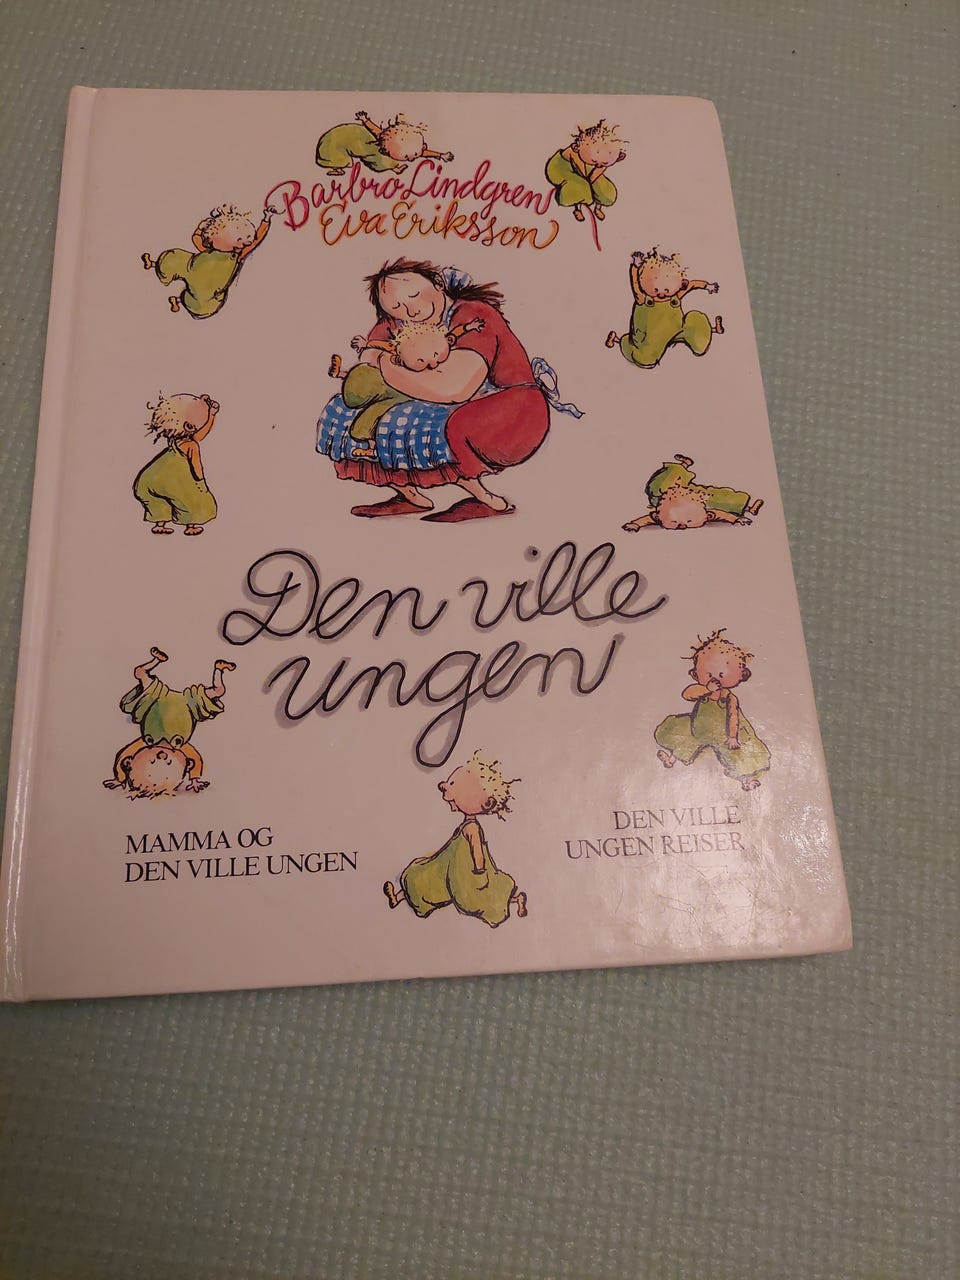 Barbro Lindgren
Eva Eriksson
Den ville
ungen
MAMMA OG
DEN VILLE UNGEN
DEN VILLE
UNGEN REISER